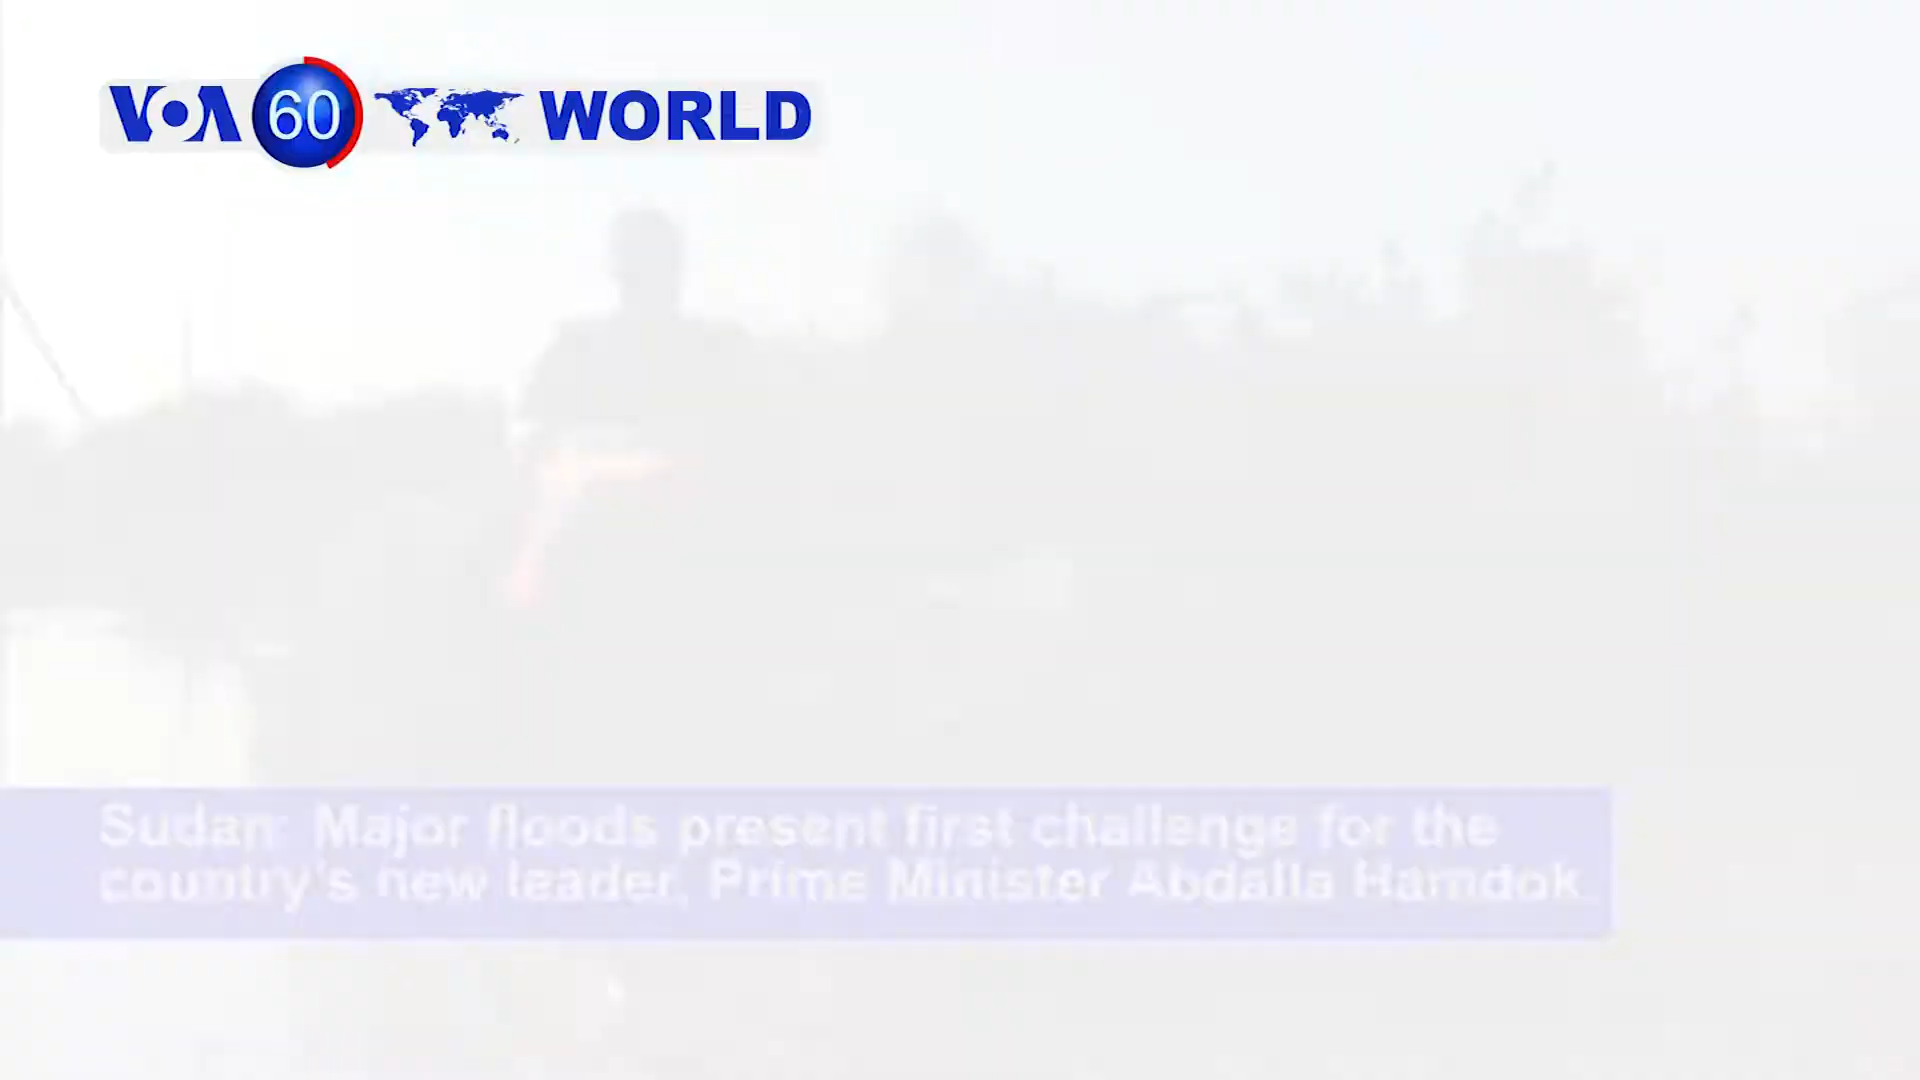 VOA 60 WORLD
Sudan: Major floods present first challenge for the
country's new leader, Prime Minister Abdalla Hamdok.